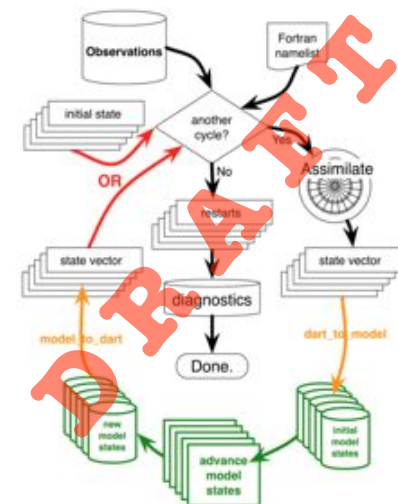 Observations
Fortran
namelist
initial state
another
cycle?
Yes
No
OR
Assimilate
restarts
state vector
state vector
diagnostics
model_to_dart
dart_to_model
Done.
new
model
states
initial
model
states
advance
model
states
DRAFT